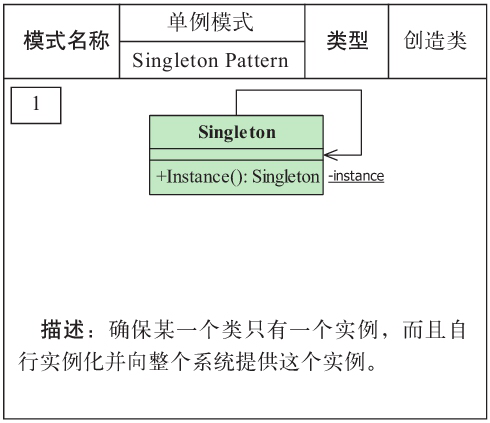 模式名称
单例模式
Singleton Pattern
类型
创造类
1
Singleton
+Instance(): Singleton
-instance
描述：确保某一个类只有一个实例，而且自
行实例化并向整个系统提供这个实例。